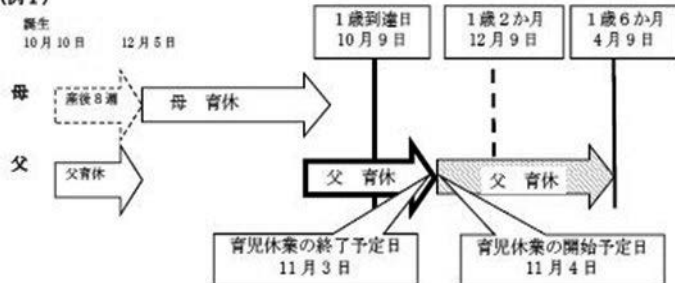 (例1)
誕生
10月10日 12月5日
1歳到達日
10月9日
1歳2か月
12月9日
1歳6か月
4月9日
母
産後8週
母 育休
父
父育休
父 育休
父 育休
育児休業の終了予定日
11月3日
育児休業の開始予定日
11月4日